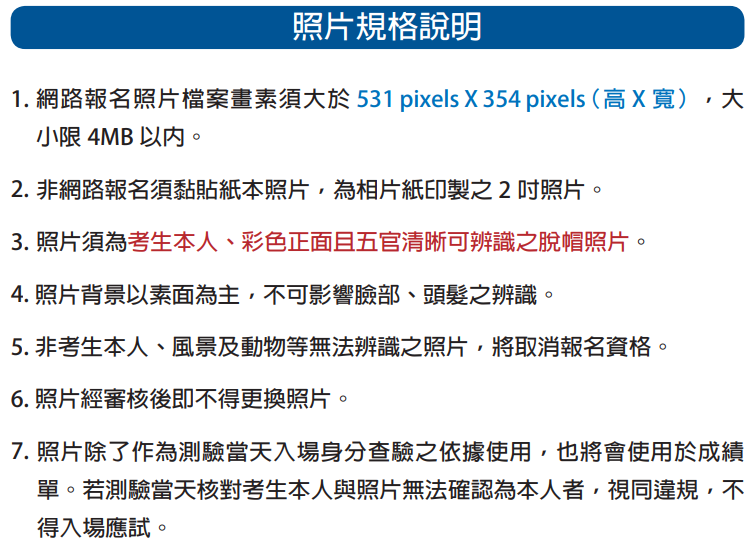 照片規格說明
1. 網路報名照片檔案畫素須大於 531 pixels X 354 pixels（高 X 寬），大
小限 4MB 以內。
2. 非網路報名須黏貼紙本照片，為相片紙印製之 2 吋照片。
3. 照片須為考生本人、彩色正面且五官清晰可辨識之脫帽照片。
4. 照片背景以素面為主，不可影響臉部、頭髮之辨識。
5. 非考生本人、風景及動物等無法辨識之照片，將取消報名資格。
6. 照片經審核後即不得更換照片。
7. 照片除了作為測驗當天入場身分查驗之依據使用，也將會使用於成績
單。若測驗當天核對考生本人與照片無法確認為本人者，視同違規，不
得入場應試。